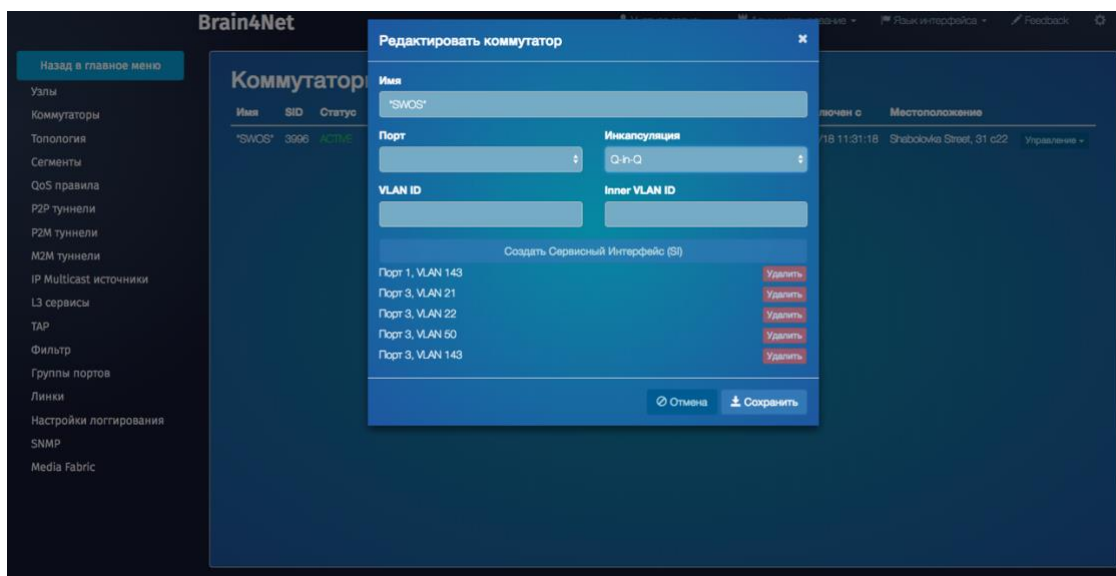 Brain4Net
Язык интерфейса
Feedback
Назад в главное меню
Узлы
Коммутаторы
Топология
Сегменты
QoS правила
P2P туннели
P2M туннели
M2M туннели
IP Multicast источники
L3 сервисы
TAP
Фильтр
Группы портов
Линки
Настройки логгирования
SNMP
Media Fabric
Имя SID Статус Местоположение
"SWOS" 3996 ACTIVE /18 11:31:18 Shabolovka Street, 31 c22 Управление
Редактировать коммутатор
Имя
"SWOS"
Порт Инкапсуляция
Q-in-Q
VLAN ID Inner VLAN ID
Создать Сервисный Интерфейс (SI)
Порт 1, VLAN 143 Удалить
Порт 3, VLAN 21 Удалить
Порт 3, VLAN 22 Удалить
Порт 3, VLAN 50 Удалить
Порт 3, VLAN 143 Удалить
Отмена Сохранить